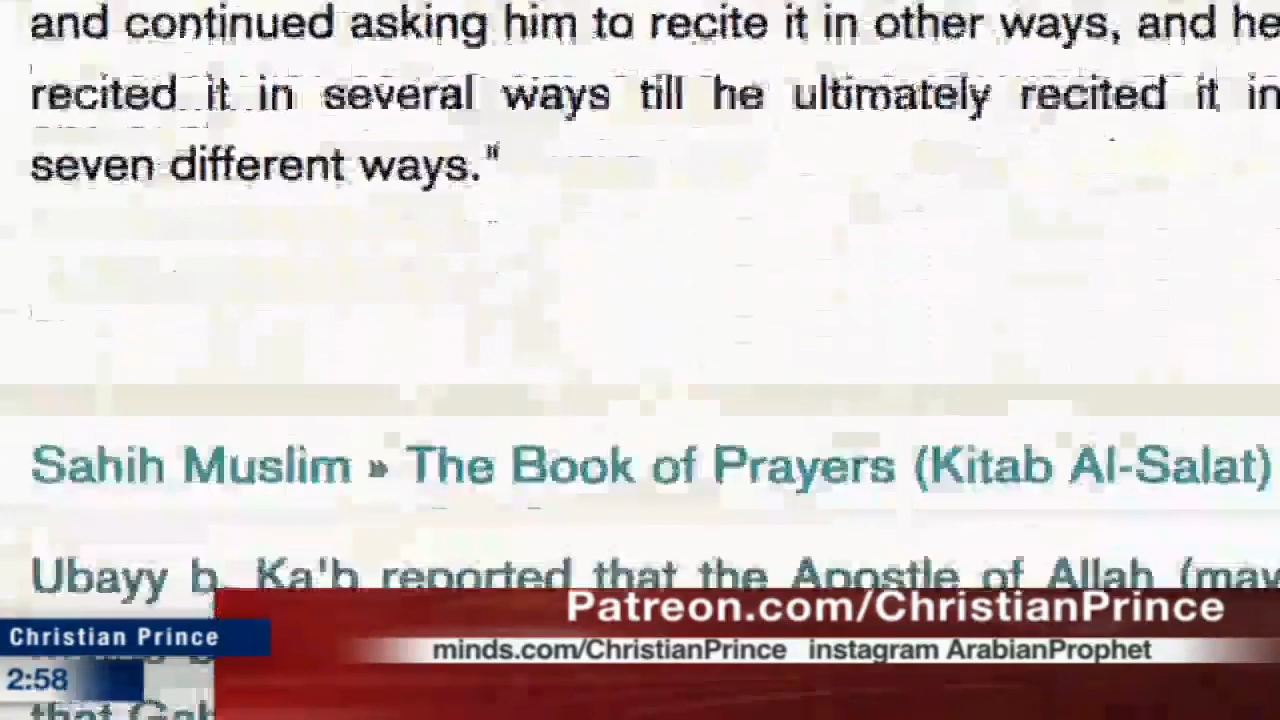 and continued asking him to recite it in other ways, and he
recited it in several ways till he ultimately recited it in
seven different ways."
Sahih Muslim » The Book of Prayers (Kitab Al-Salat)
Ubayy b. Ka'b reported that the Apostle of Allah (may
Patreon.com/ChristianPrince
Christian Prince
minds.com/ChristianPrince instagram ArabianProphet
2:58
that